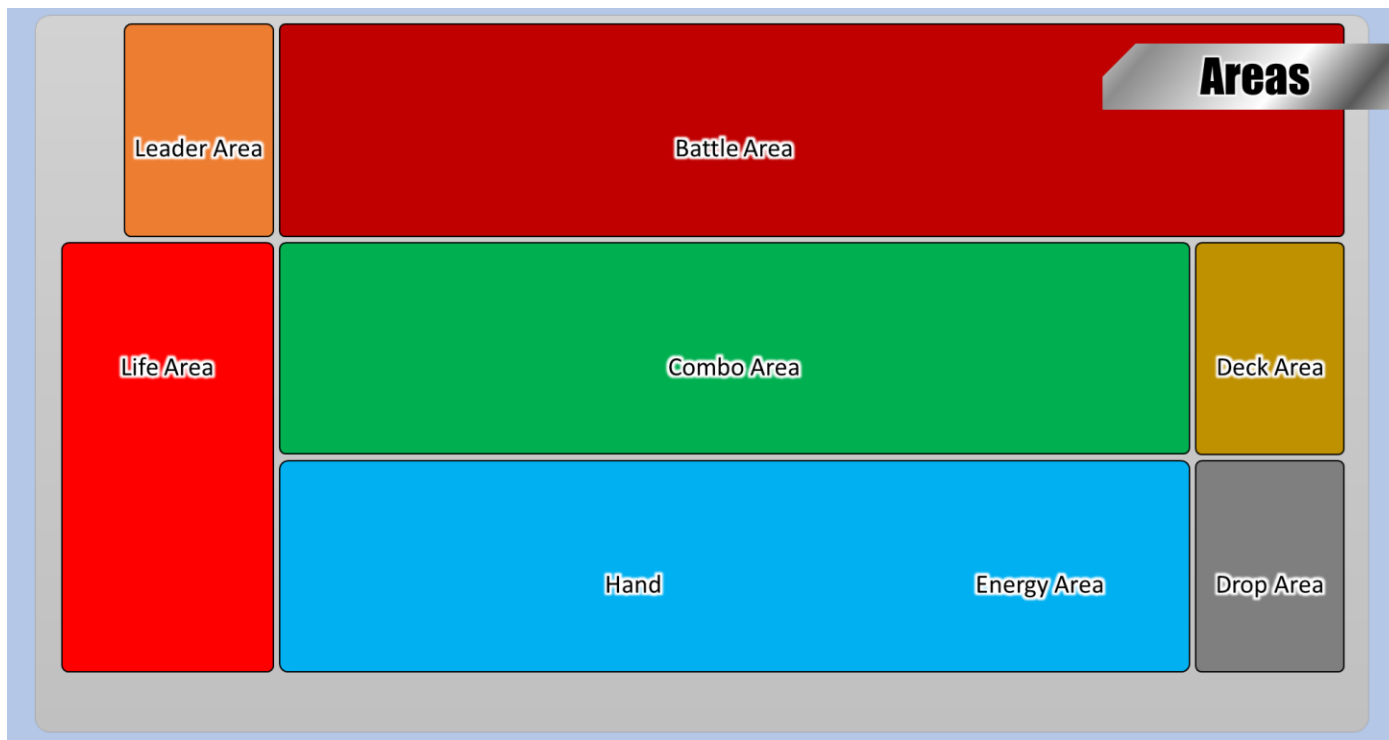 Areas
Leader Area
Battle Area
Life Area
Combo Area
Deck Area
Hand
Energy Area
Drop Area